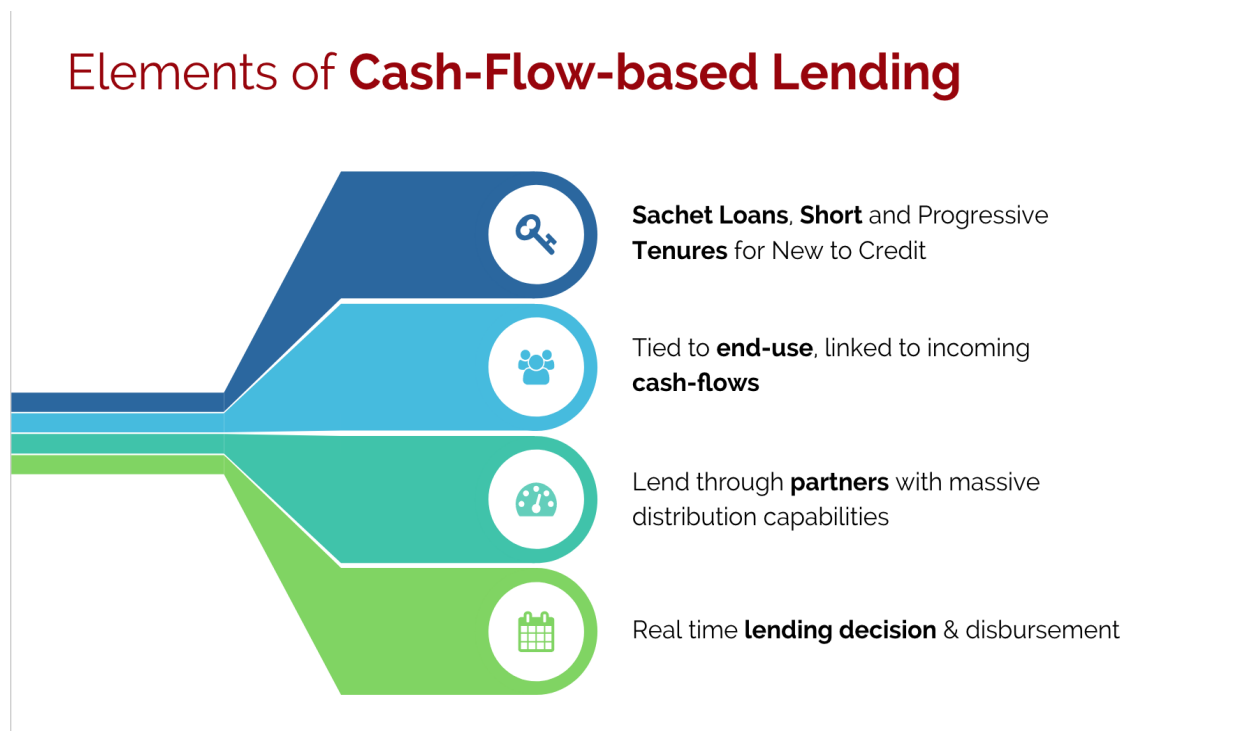 Elements of Cash-Flow-based Lending
Sachet Loans, Short and Progressive
Tenures for New to Credit
Tied to end-use, linked to incoming
cash-flows
Lend through partners with massive
distribution capabilities
Real time lending decision & disbursement